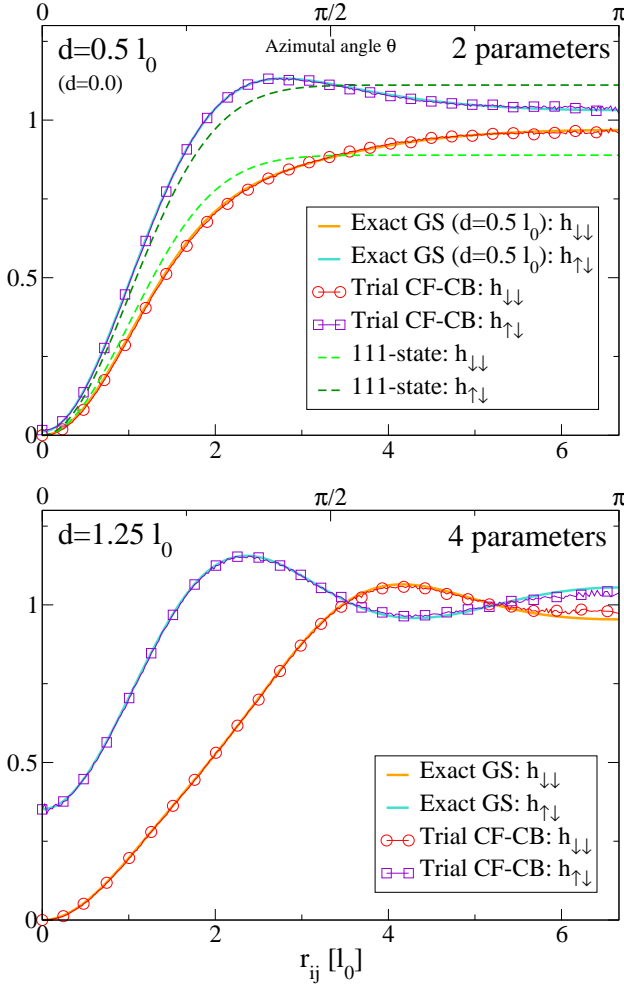 0 π/2 π
d=0.5 l0 Azimutal angle θ 2 parameters
(d=0.0)
1
Exact GS (d=0.5 l0): h↓↓
Exact GS (d=0.5 l0): h↑↓
Trial CF-CB: h↓↓
0.5
Trial CF-CB: h↑↓
111-state: h↓↓
111-state: h↑↓
0
0 2 4 6
0 π/2 π
d=1.25 l0 4 parameters
1
0.5
Exact GS: h↓↓
Exact GS: h↑↓
Trial CF-CB: h↓↓
Trial CF-CB: h↑↓
0
0 2 4 6
rij [l0]